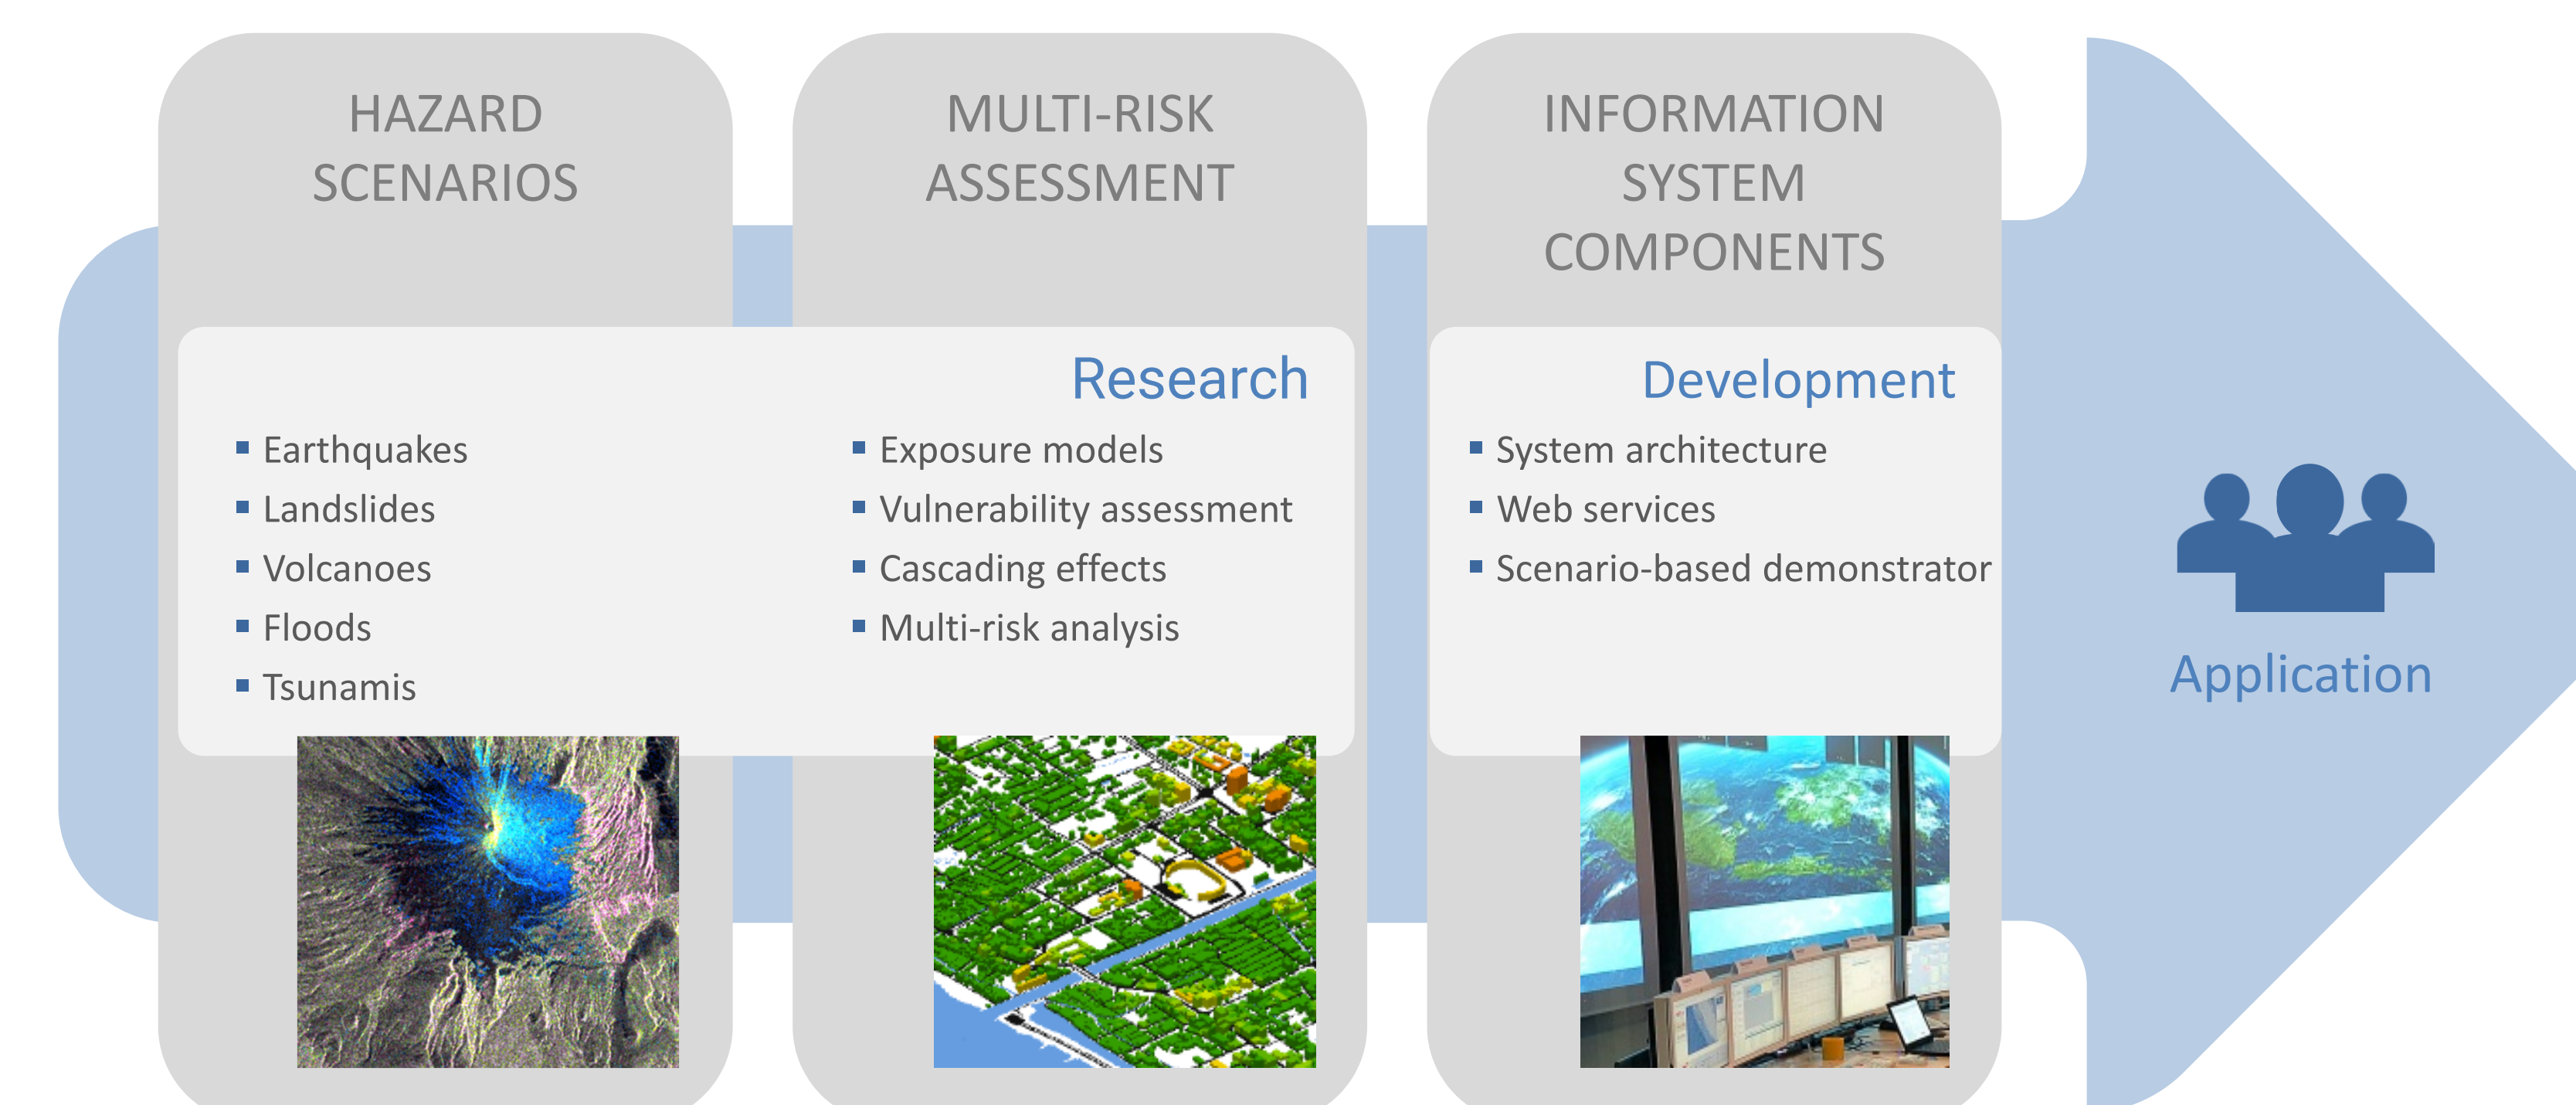 HAZARD
SCENARIOS
MULTI-RISK
ASSESSMENT
INFORMATION
SYSTEM
COMPONENTS
Research
Earthquakes
Landslides
Volcanoes
Floods
Tsunamis
Exposure models
Vulnerability assessment
Cascading effects
Multi-risk analysis
Development
System architecture
Web services
Scenario-based demonstrator
Application